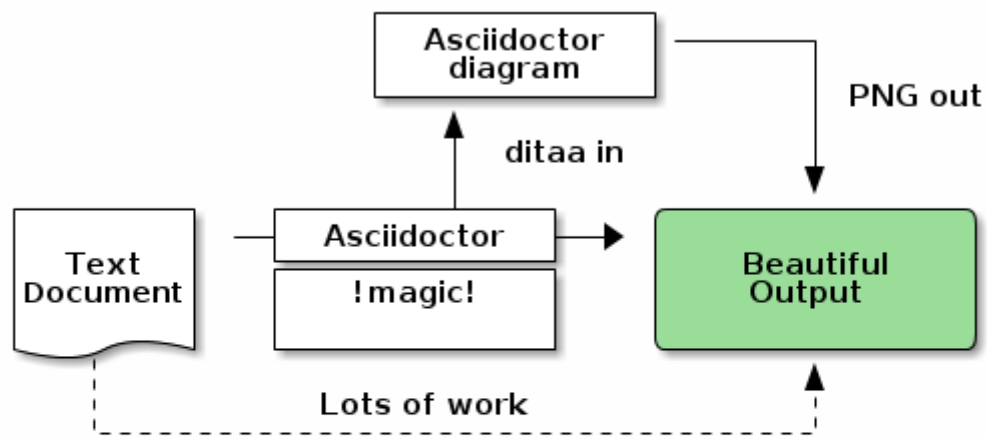 Asciidoctor
diagram
PNG out
ditaa in
Text
Document
Asciidoctor
!magic!
Beautiful
Output
Lots of work